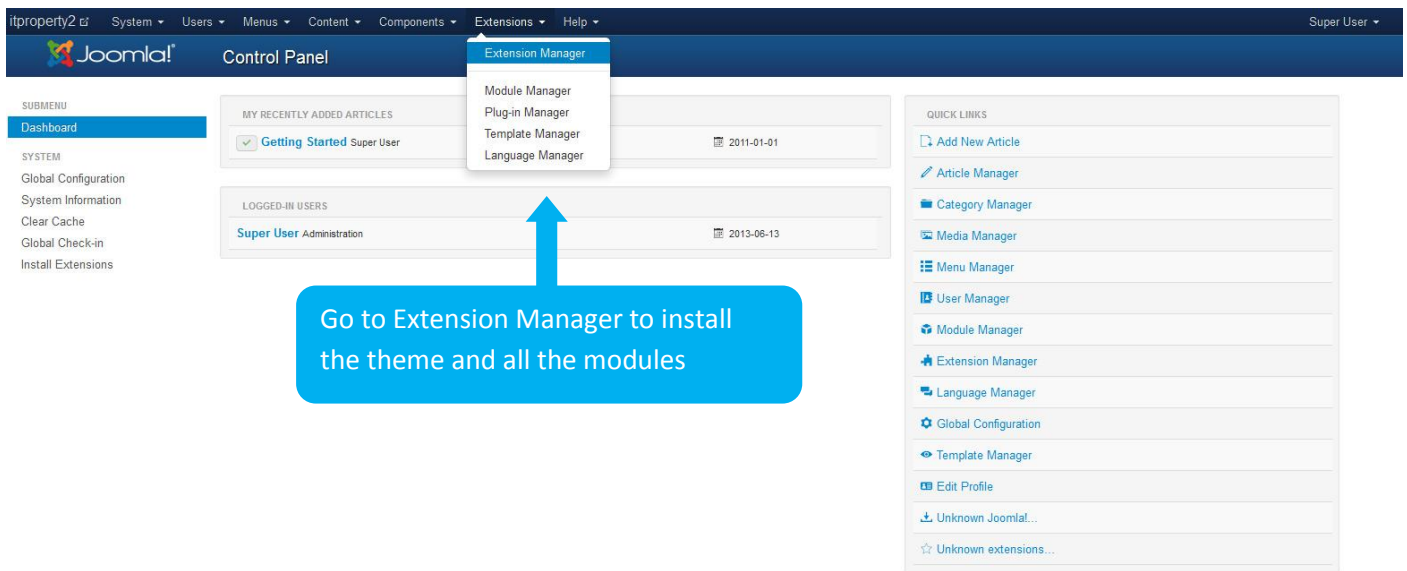 itproperty2 System Users Menus Content Components Extensions Help Super User
Joomla!® Control Panel
Extension Manager
Module Manager
Plug-in Manager
Template Manager
Language Manager
SUBMENU
Dashboard
SYSTEM
Global Configuration
System Information
Clear Cache
Global Check-in
Install Extensions
MY RECENTLY ADDED ARTICLES
Getting Started Super User 2011-01-01
LOGGED-IN USERS
Super User Administration 2013-06-13
Go to Extension Manager to install
the theme and all the modules
QUICK LINKS
Add New Article
Article Manager
Category Manager
Media Manager
Menu Manager
User Manager
Module Manager
Extension Manager
Language Manager
Global Configuration
Template Manager
Edit Profile
Unknown Joomla!...
Unknown extensions...